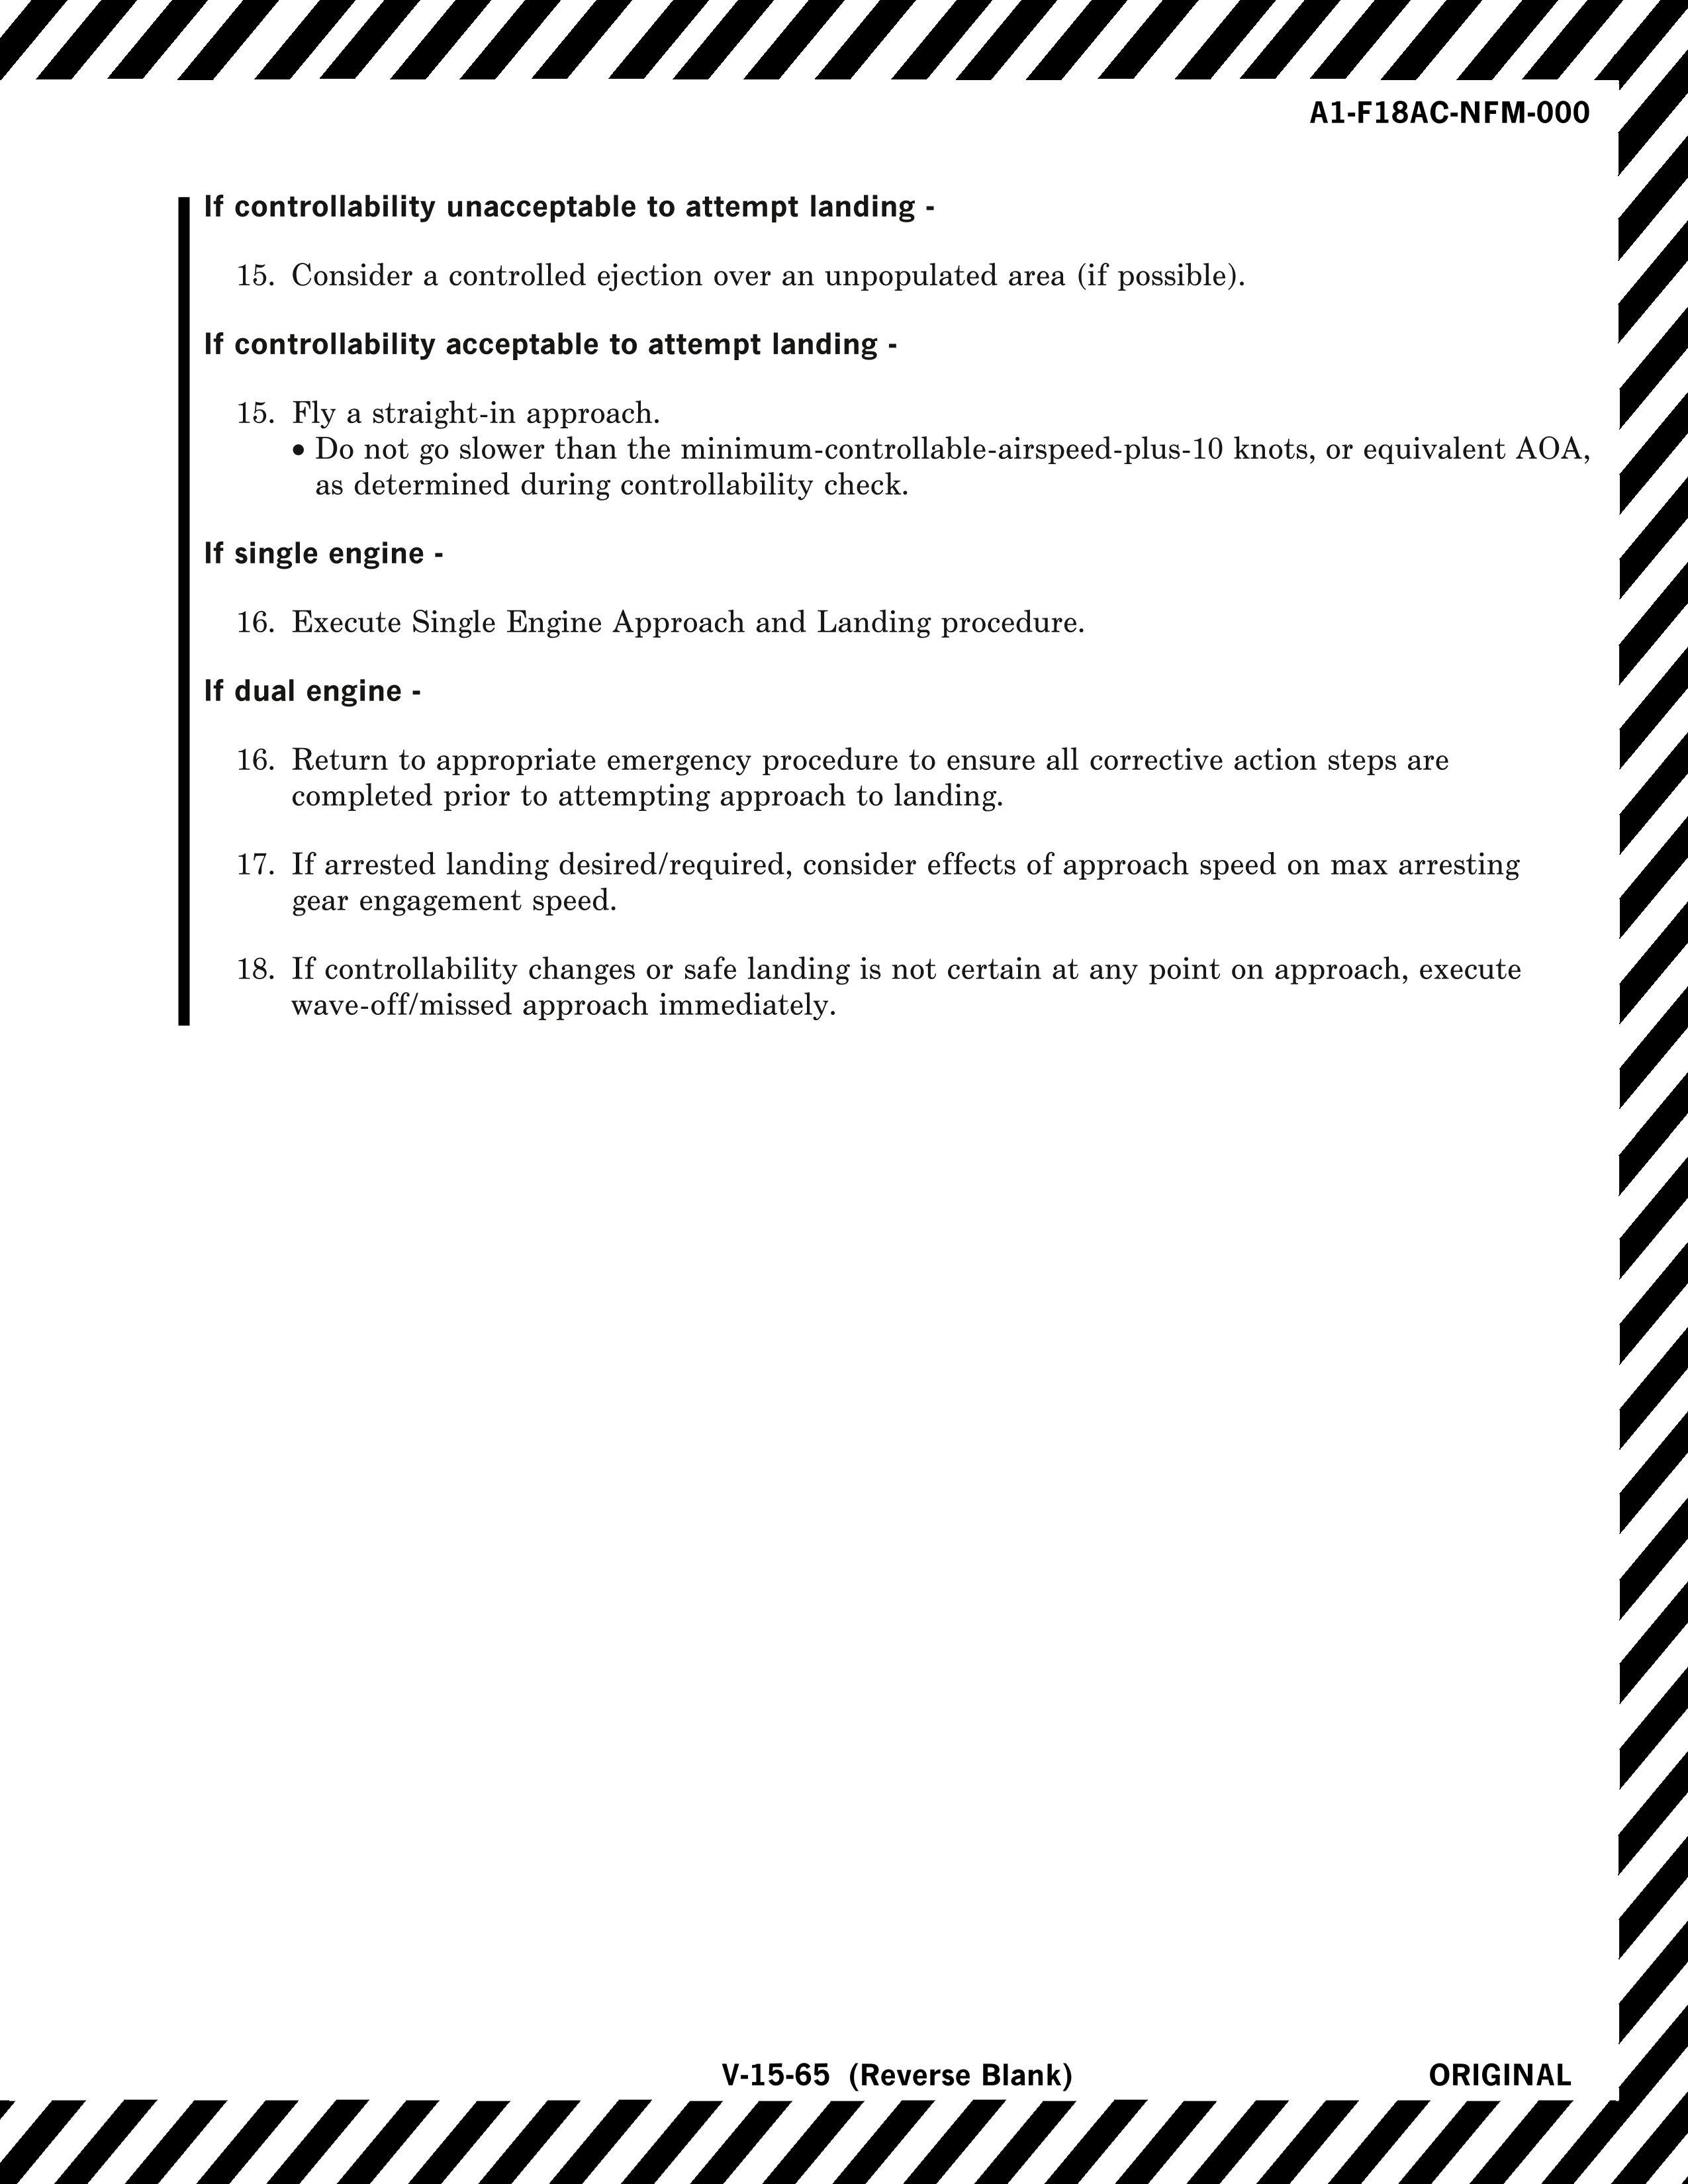 A1-F18AC-NFM-000
If controllability unacceptable to attempt landing -
15. Consider a controlled ejection over an unpopulated area (if possible).
If controllability acceptable to attempt landing -
15. Fly a straight-in approach.
• Do not go slower than the minimum-controllable-airspeed-plus-10 knots, or equivalent AOA,
as determined during controllability check.
If single engine -
16. Execute Single Engine Approach and Landing procedure.
If dual engine -
16. Return to appropriate emergency procedure to ensure all corrective action steps are
completed prior to attempting approach to landing.
17. If arrested landing desired/required, consider effects of approach speed on max arresting
gear engagement speed.
18. If controllability changes or safe landing is not certain at any point on approach, execute
wave-off/missed approach immediately.
V-15-65 (Reverse Blank)
ORIGINAL